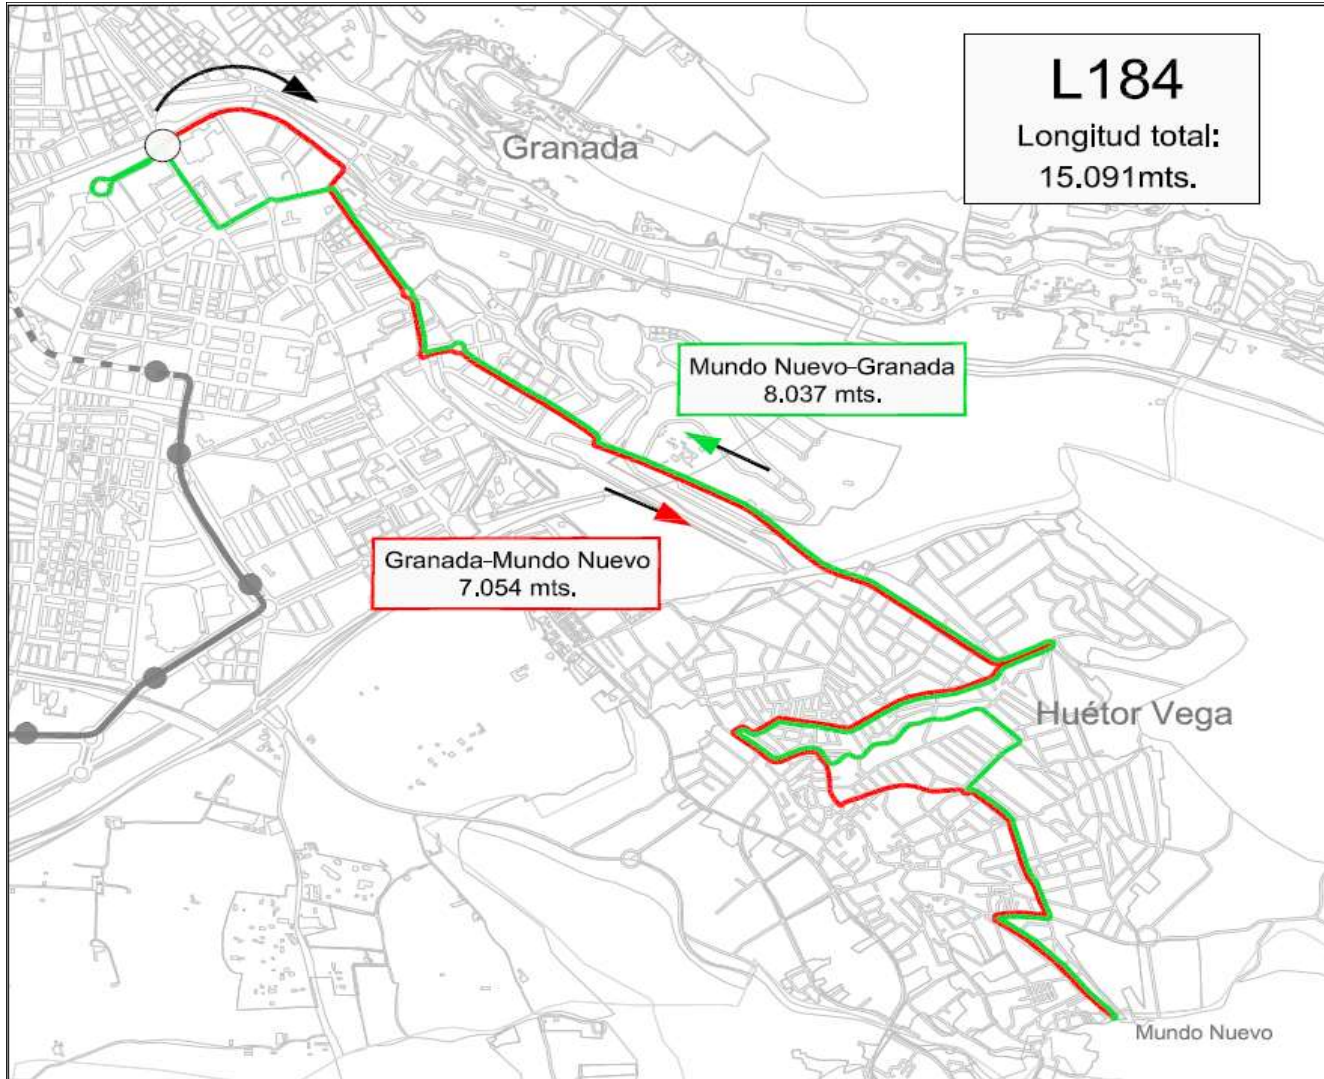 L184
Longitud total:
15.091mts.
Granada
Mundo Nuevo-Granada
8.037 mts.
Granada-Mundo Nuevo
7.054 mts.
Huétor Vega
Mundo Nuevo